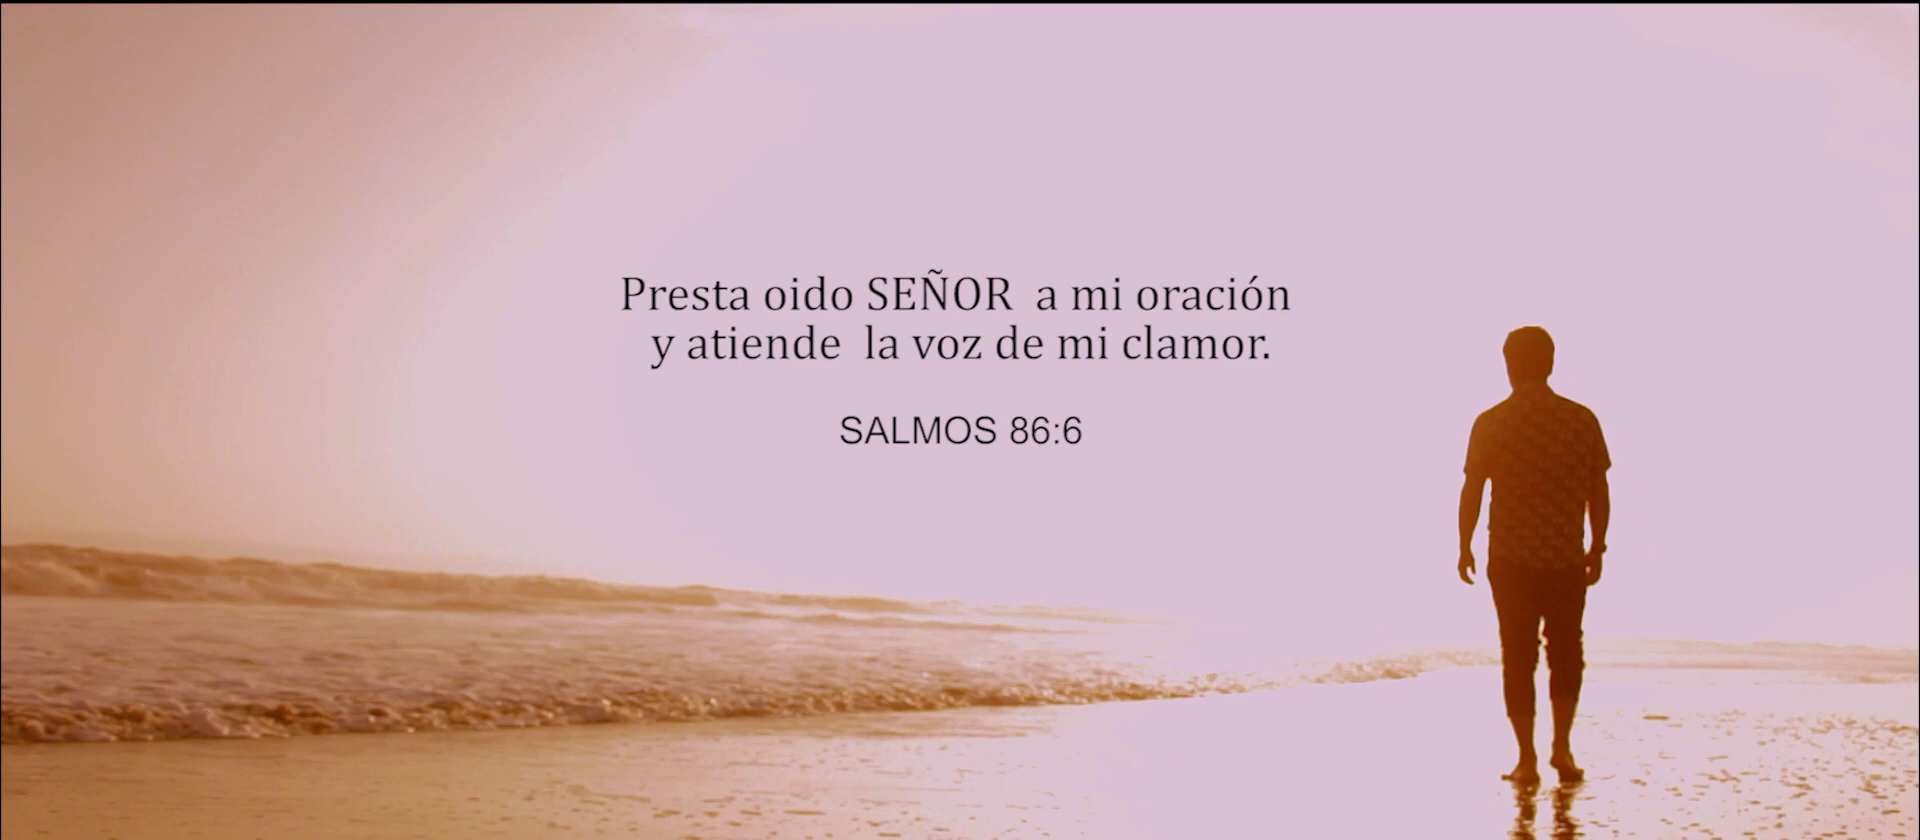 Presta oido SEÑOR  a mi oración
y atiende  la voz de mi clamor.
SALMOS 86:6